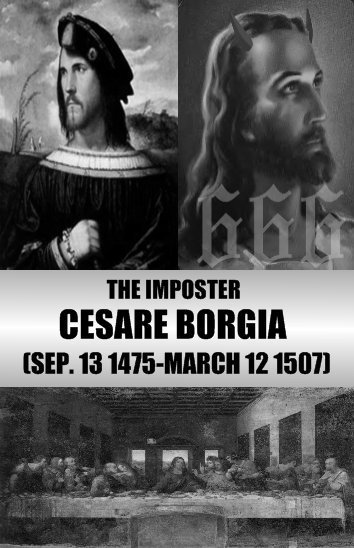 666
THE IMPOSTER
CESARE BORGIA
(SEP. 13 1475-MARCH 12 1507)